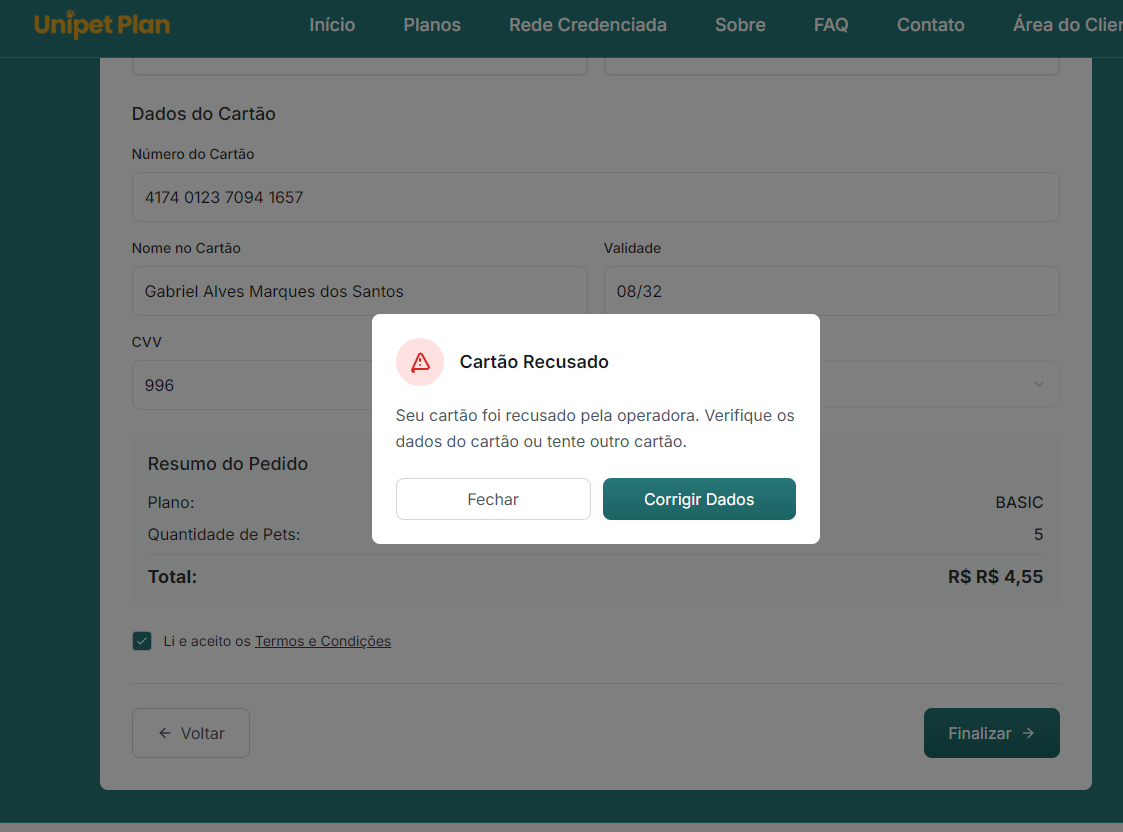 Unipet Plan
Início
Planos
Rede Credenciada
Sobre
FAQ
Contato
Área do Clien
Dados do Cartão
Número do Cartão
4174 0123 7094 1657
Nome no Cartão
Validade
Gabriel Alves Marques dos Santos
08/32
CVV
996
Cartão Recusado
Seu cartão foi recusado pela operadora. Verifique os
dados do cartão ou tente outro cartão.
Fechar
Corrigir Dados
Resumo do Pedido
Plano:
BASIC
Quantidade de Pets:
5
Total:
R$ R$ 4,55
Li e aceito os Termos e Condições
← Voltar
Finalizar →